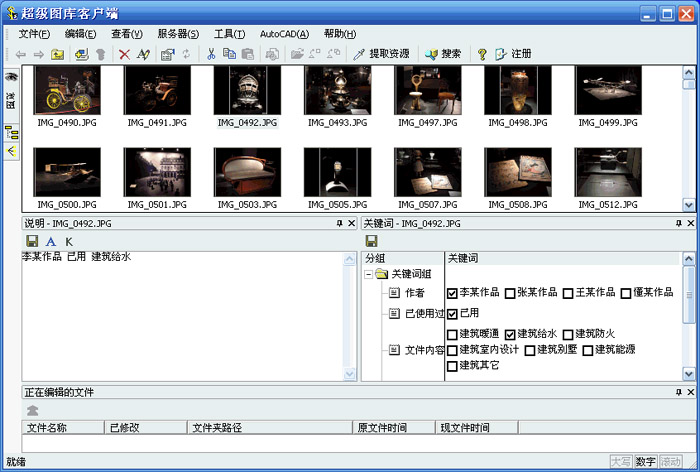 超级图库客户端
文件(F) 编辑(E) 查看(V) 服务器(S) 工具(T) AutoCAD(A) 帮助(H)
提取资源 搜索 注册
IMG_0490.JPG IMG_0491.JPG IMG_0492.JPG IMG_0493.JPG IMG_0497.JPG IMG_0498.JPG IMG_0499.JPG
IMG_0500.JPG IMG_0501.JPG IMG_0503.JPG IMG_0505.JPG IMG_0507.JPG IMG_0508.JPG IMG_0512.JPG
说明 - IMG_0492.JPG
A K
李某作品 已用 建筑给水
关键词 - IMG_0492.JPG
分组 关键词
关键词组
作者 李某作品 张某作品 王某作品 僮某作品
已使用过 已用
建筑暖通 建筑给水 建筑防火
文件内容 建筑室内设计 建筑别墅 建筑能源
建筑其它
正在编辑的文件
文件名称 已修改 文件夹路径 原文件时间 现文件时间
就绪 大写 数字 滚动